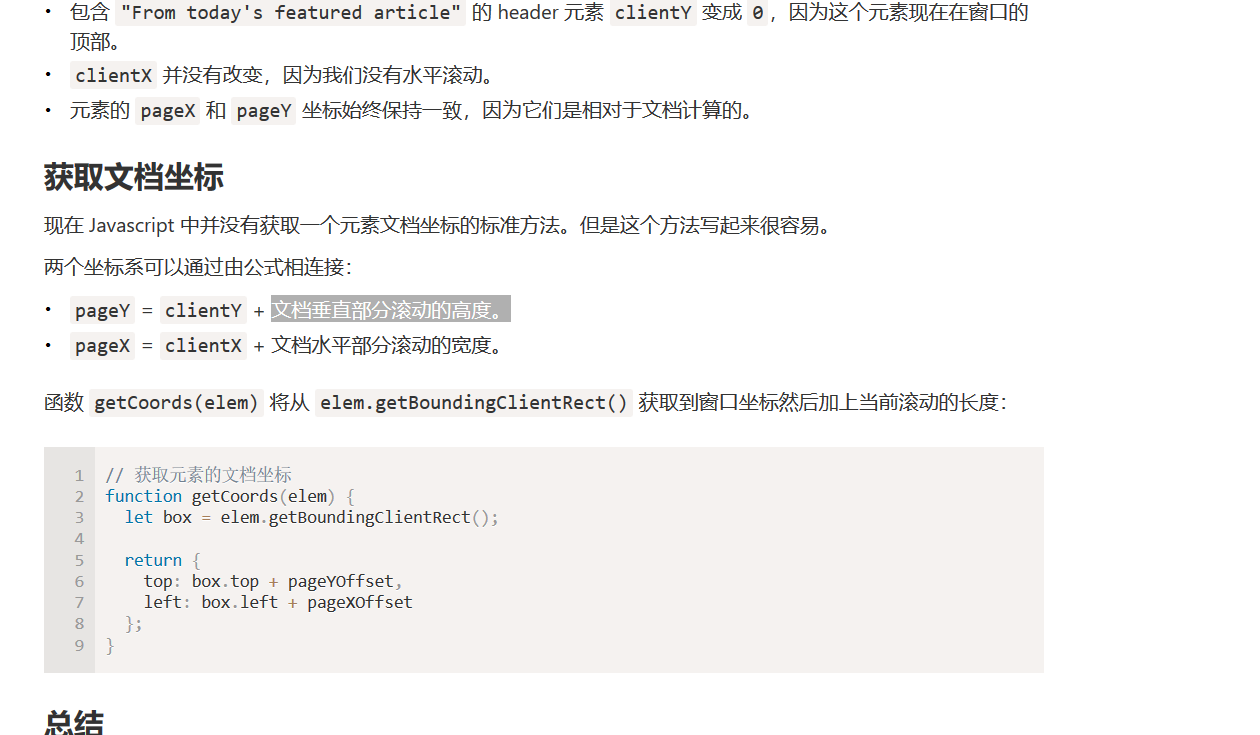 • 包含 "From today's featured article" 的 header 元素 clientY 变成 0，因为这个元素现在在窗口的
顶部。
• clientX 并没有改变，因为我们没有水平滚动。
• 元素的 pageX 和 pageY 坐标始终保持一致，因为它们是相对于文档计算的。
获取文档坐标
现在 Javascript 中并没有获取一个元素文档坐标的标准方法。但是这个方法写起来很容易。
两个坐标系可以通过由公式相连接：
• pageY = clientY + 文档垂直部分滚动的高度。
• pageX = clientX + 文档水平部分滚动的宽度。
函数 getCoords(elem) 将从 elem.getBoundingClientRect() 获取到窗口坐标然后加上当前滚动的长度：
1 // 获取元素的文档坐标
2 function getCoords(elem) {
3   let box = elem.getBoundingClientRect();
4
5   return {
6     top: box.top + pageYOffset,
7     left: box.left + pageXOffset
8   };
9 }
总结